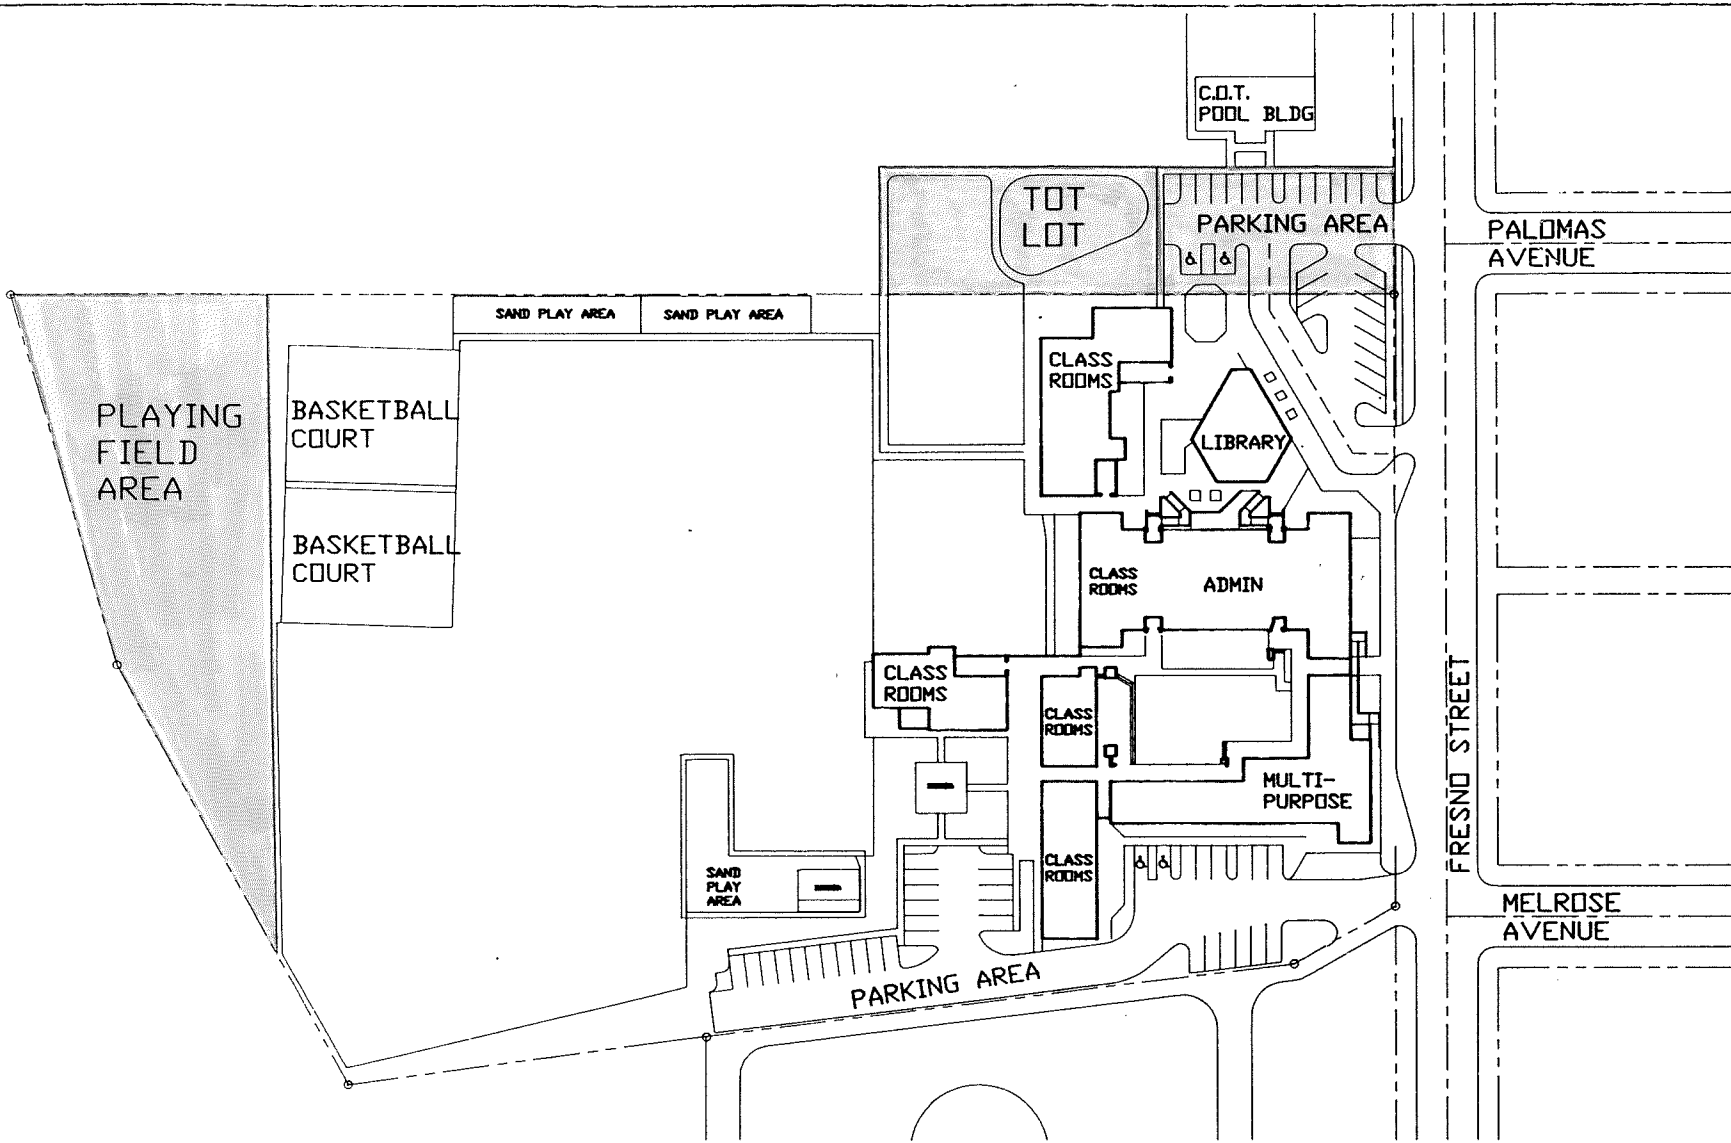 C.O.T.
POOL BLDG
TOT
LOT
PARKING AREA
PALOMAS
AVENUE
SAND PLAY AREA
SAND PLAY AREA
CLASS
ROOMS
PLAYING
FIELD
AREA
BASKETBALL
COURT
LIBRARY
BASKETBALL
COURT
CLASS
ROOMS
ADMIN
CLASS
ROOMS
CLASS
ROOMS
FRESNO STREET
MULTI-
PURPOSE
SAND
PLAY
AREA
CLASS
ROOMS
MELROSE
AVENUE
PARKING AREA